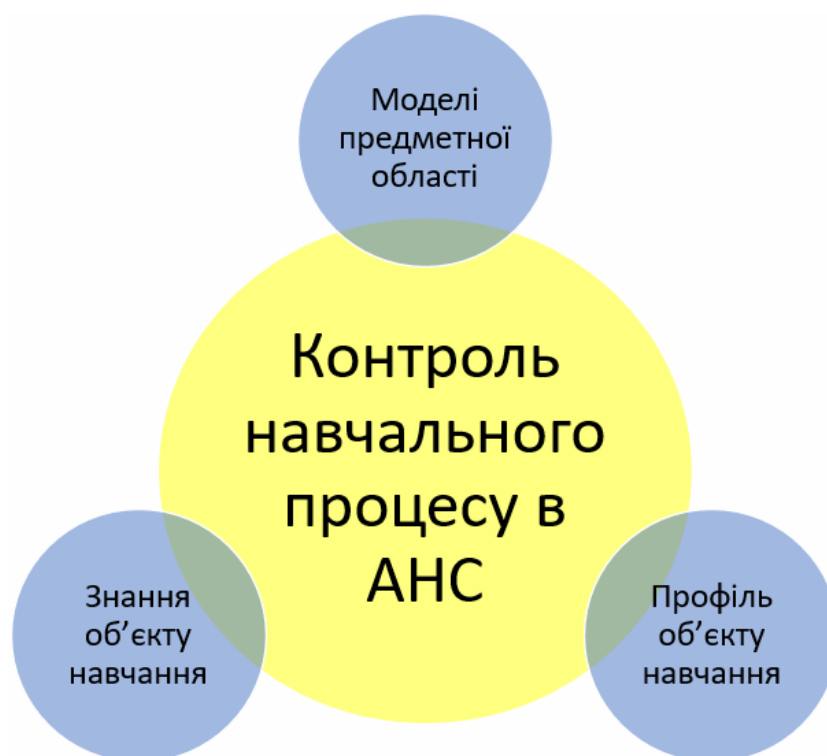 Моделі
предметної
області
Контроль
навчального
процесу в
АНС
Знання
об’єкту
навчання
Профіль
об’єкту
навчання